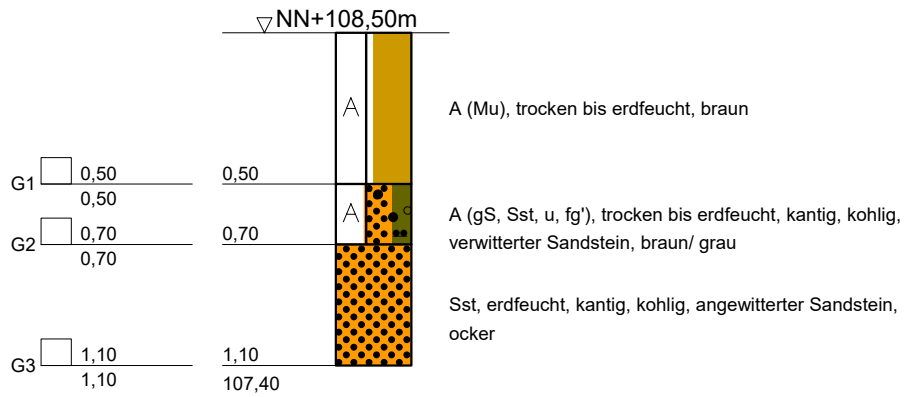 NN+108,50m
A
A (Mu), trocken bis erdfeucht, braun
G1
0,50
0,50
0,50
A
A (gS, Sst, u, fg'), trocken bis erdfeucht, kantig, kohlig,
verwitterter Sandstein, braun/ grau
G2
0,70
0,70
0,70
Sst, erdfeucht, kantig, kohlig, angewitterter Sandstein,
ocker
G3
1,10
1,10
1,10
107,40